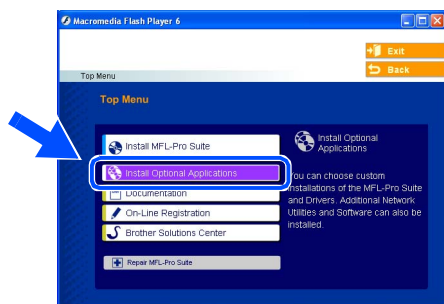 Macromedia Flash Player 6
Exit
Back
Top Menu
Top Menu
Install MFL-Pro Suite
Install Optional Applications
Documentation
On-Line Registration
Brother Solutions Center
Repair MFL-Pro Suite
Install Optional
Applications
You can choose custom
installations of the MFL-Pro Suite
and Drivers. Additional Network
Utilities and Software can also be
installed.